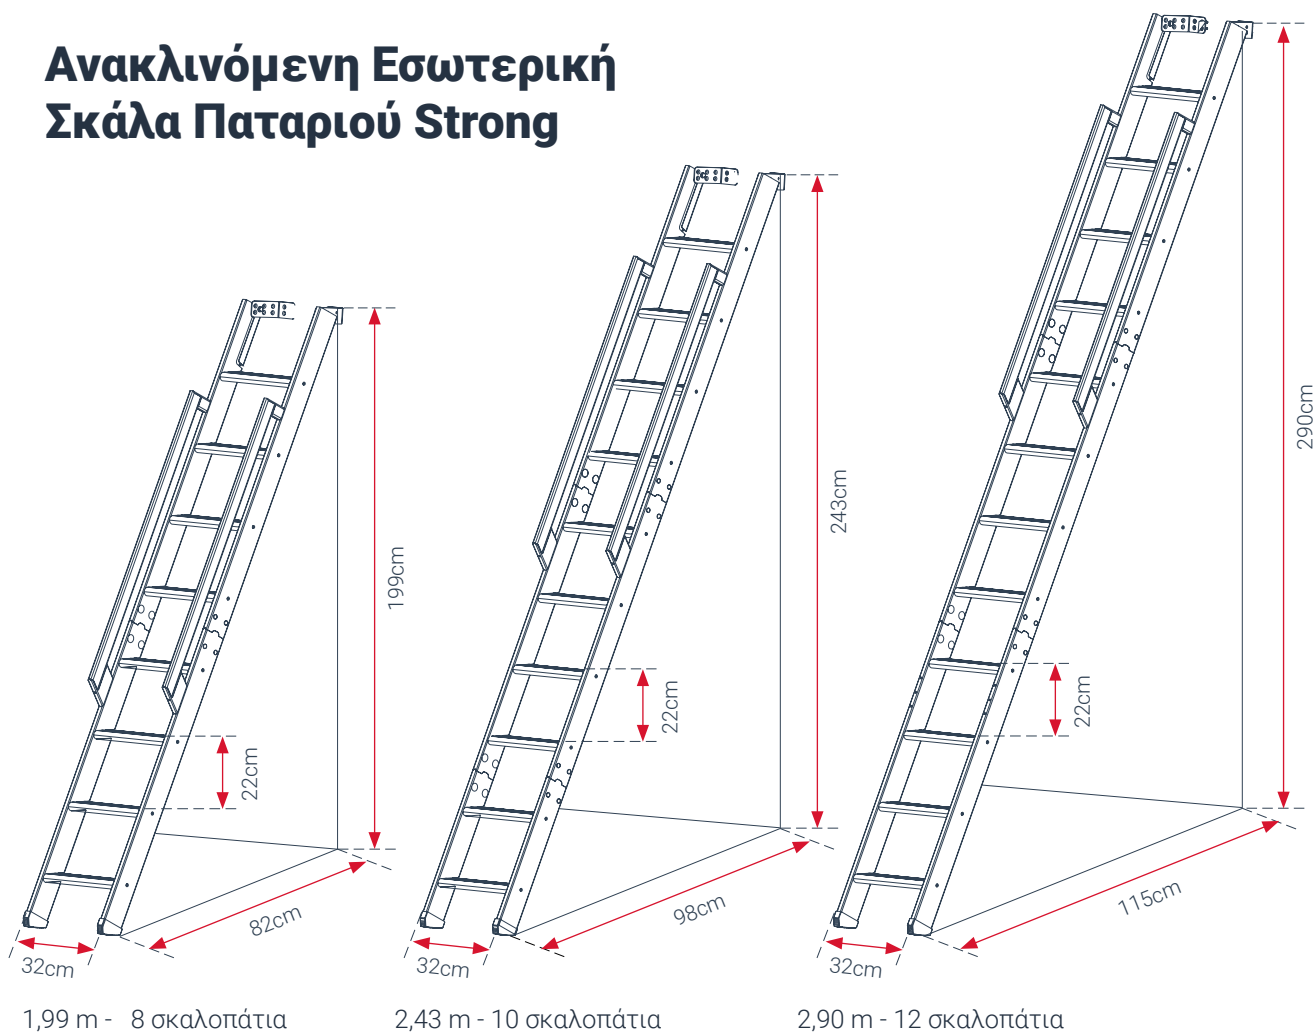 Ανακλινόμενη Εσωτερική
Σκάλα Παταριού Strong
199cm
22cm
82cm
32cm
1,99 m - 8 σκαλοπάτια
243cm
22cm
98cm
32cm
2,43 m - 10 σκαλοπάτια
290cm
22cm
115cm
32cm
2,90 m - 12 σκαλοπάτια